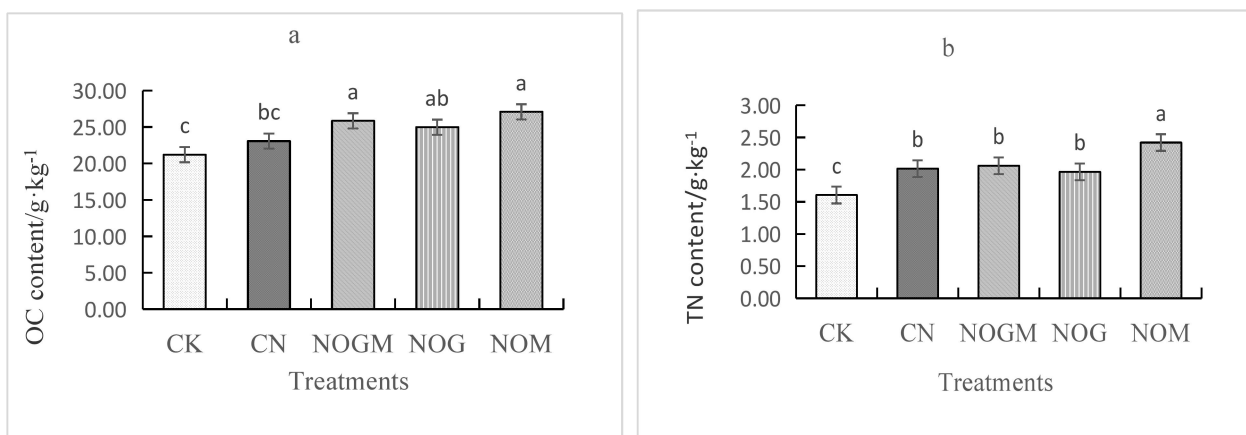 a
30.00
25.00
20.00
15.00
10.00
5.00
0.00
OC content/g·kg⁻¹
c
bc
a
ab
a
CK CN NOGM NOG NOM
Treatments
b
3.00
2.50
2.00
1.50
1.00
0.50
0.00
TN content/g·kg⁻¹
c
b
b
b
a
CK CN NOGM NOG NOM
Treatments